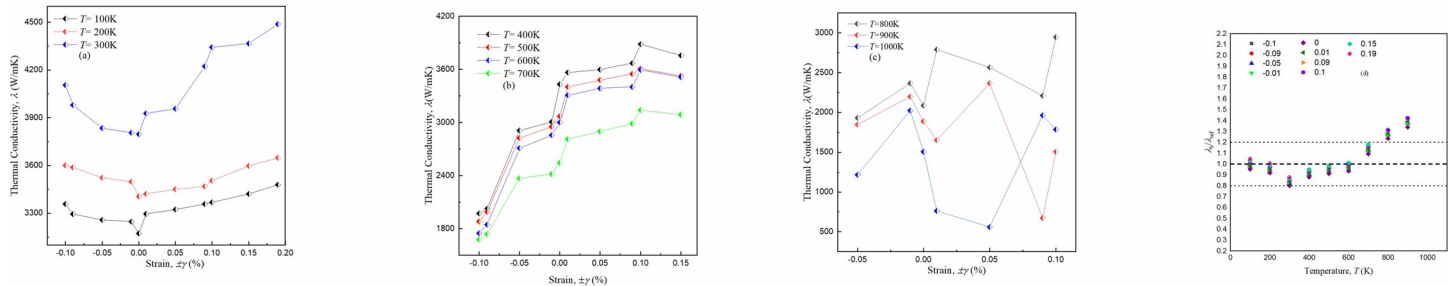 4500
4200
3900
3600
3300
Thermal Conductivity, λ (W/mK)
T= 100K
T= 200K
T= 300K
(a)
-0.10 -0.05 0.00 0.05 0.10 0.15 0.20
Strain, ±γ (%)
4200
3600
3000
2400
1800
Thermal Conductivity, λ(W/mK)
T= 400K
T= 500K
T= 600K
T= 700K
(b)
-0.10 -0.05 0.00 0.05 0.10 0.15
Strain, ±γ (%)
3000
2500
2000
1500
1000
500
Thermal Conductivity, λ(W/mK)
T=800K
T=900K
T=1000K
(c)
-0.05 0.00 0.05 0.10
Strain, ±γ (%)
2.2
2.1
2.0
1.9
1.8
1.7
1.6
1.5
1.4
1.3
1.2
1.1
1.0
0.9
0.8
0.7
0.6
0.5
0.4
0.3
0.2
-0.1 0 0.15
-0.09 0.01 0.19
-0.05 0.09
-0.01 0.1
(d)
0 200 400 600 800 1000
Temperature, T (K)